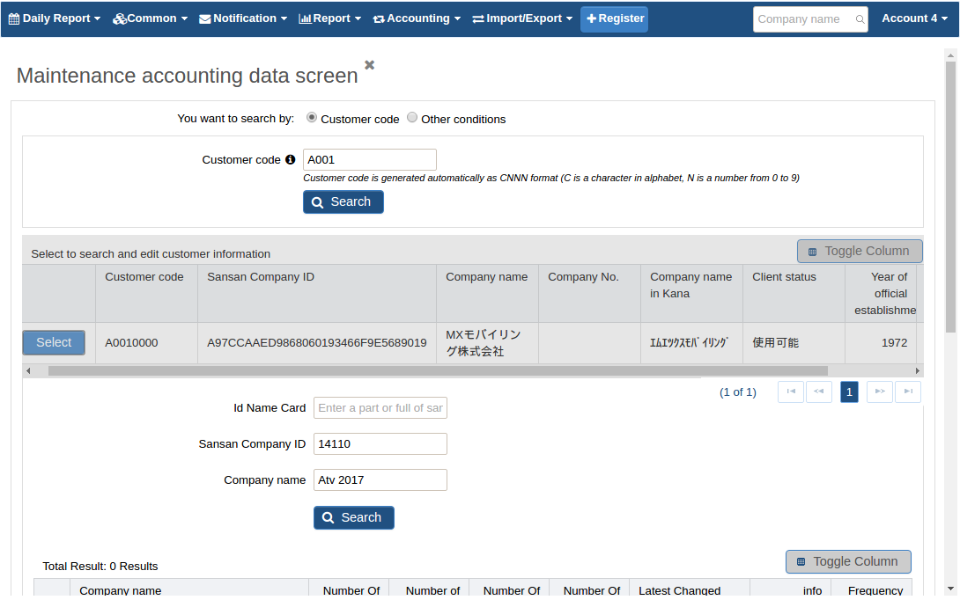 Daily Report Common Notification Report Accounting Import/Export Register Company name Account 4
Maintenance accounting data screen
You want to search by: Customer code Other conditions
Customer code A001
Customer code is generated automatically as CNNN format (C is a character in alphabet, N is a number from 0 to 9)
Search
Select to search and edit customer information Toggle Column
Customer code Sansan Company ID Company name Company No. Company name in Kana Client status Year of official establishme
Select A0010000 A97CCAAED9868060193466F9E5689019 MXモバイリング株式会社 ｴﾑｴﾂｸｽﾓﾊﾞｲﾘﾝｸﾞ 使用可能 1972
(1 of 1) 1
Id Name Card Enter a part or full of sar
Sansan Company ID 14110
Company name Atv 2017
Search
Total Result: 0 Results Toggle Column
Company name Number Of Number of Number Of Number Of Latest Changed info Frequency